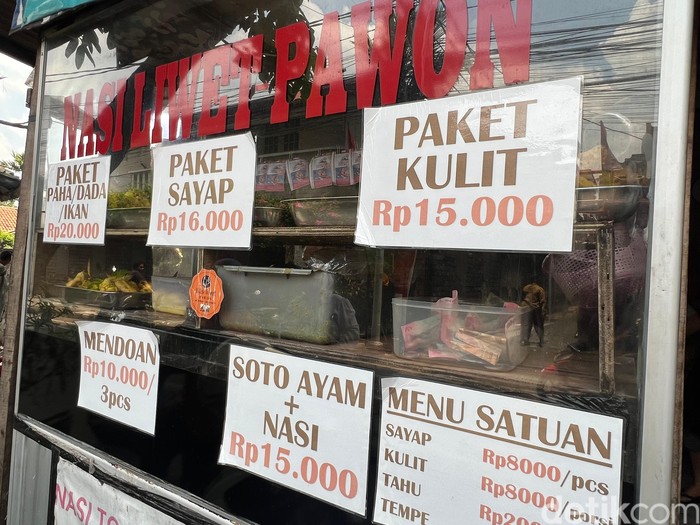 NASI LIWET-PAWON
PAKET
PAHA/DADA
/IKAN
Rp20.000
PAKET
SAYAP
Rp16.000
PAKET
KULIT
Rp15.000
MENDOAN
Rp10.000/
3pcs
SOTO AYAM
+
NASI
Rp15.000
MENU SATUAN
SAYAP Rp8000/pcs
KULIT Rp8000/
TAHU
TEMPE
NASI
detikcom